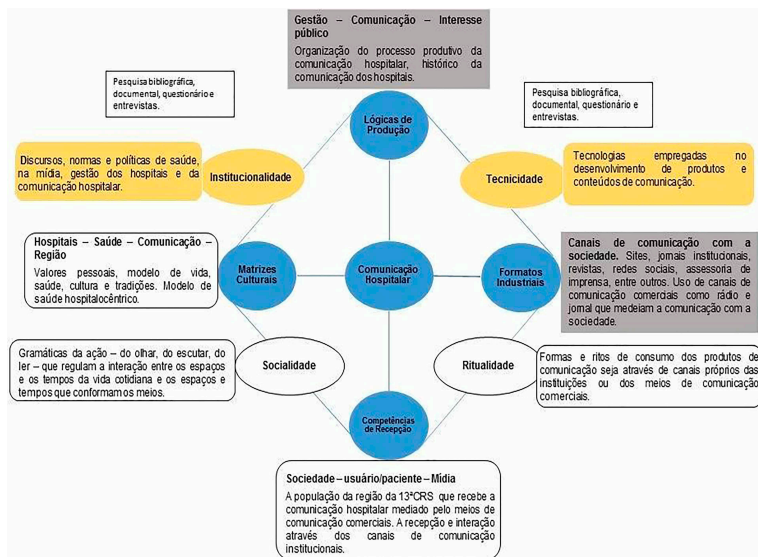 Gestão – Comunicação – Interesse
público
Organização do processo produtivo da
comunicação hospitalar, histórico da
comunicação dos hospitais.
Pesquisa bibliográfica,
documental, questionário e
entrevistas.
Pesquisa bibliográfica,
documental, questionário e
entrevistas.
Lógicas de
Produção
Discursos, normas e políticas de saúde,
na mídia, gestão dos hospitais e da
comunicação hospitalar.
Institucionalidade
Tecnicidade
Tecnologias empregadas no
desenvolvimento de produtos e
conteúdos de comunicação.
Hospitais – Saúde – Comunicação –
Região
Valores pessoais, modelo de vida,
saúde, cultura e tradições. Modelo de
saúde hospitalocêntrico.
Matrizes
Culturais
Comunicação
Hospitalar
Formatos
Industriais
Canais de comunicação com a
sociedade. Sites, jornais institucionais,
revistas, redes sociais, assessoria de
imprensa, entre outros. Uso de canais de
comunicação comerciais como rádio e
jornal que medeiam a comunicação com a
sociedade.
Gramáticas da ação – do olhar, do escutar, do
ler – que regulam a interação entre os espaços
e os tempos da vida cotidiana e os espaços e
tempos que conformam os meios.
Socialidade
Ritualidade
Formas e ritos de consumo dos produtos de
comunicação seja através de canais próprios das
instituições ou dos meios de comunicação
comerciais.
Competências
de Recepção
Sociedade – usuário/paciente – Mídia
A população da região da 13ªCRS que recebe a
comunicação hospitalar mediado pelo meios de
comunicação comerciais. A recepção e interação
através dos canais de comunicação
institucionais.